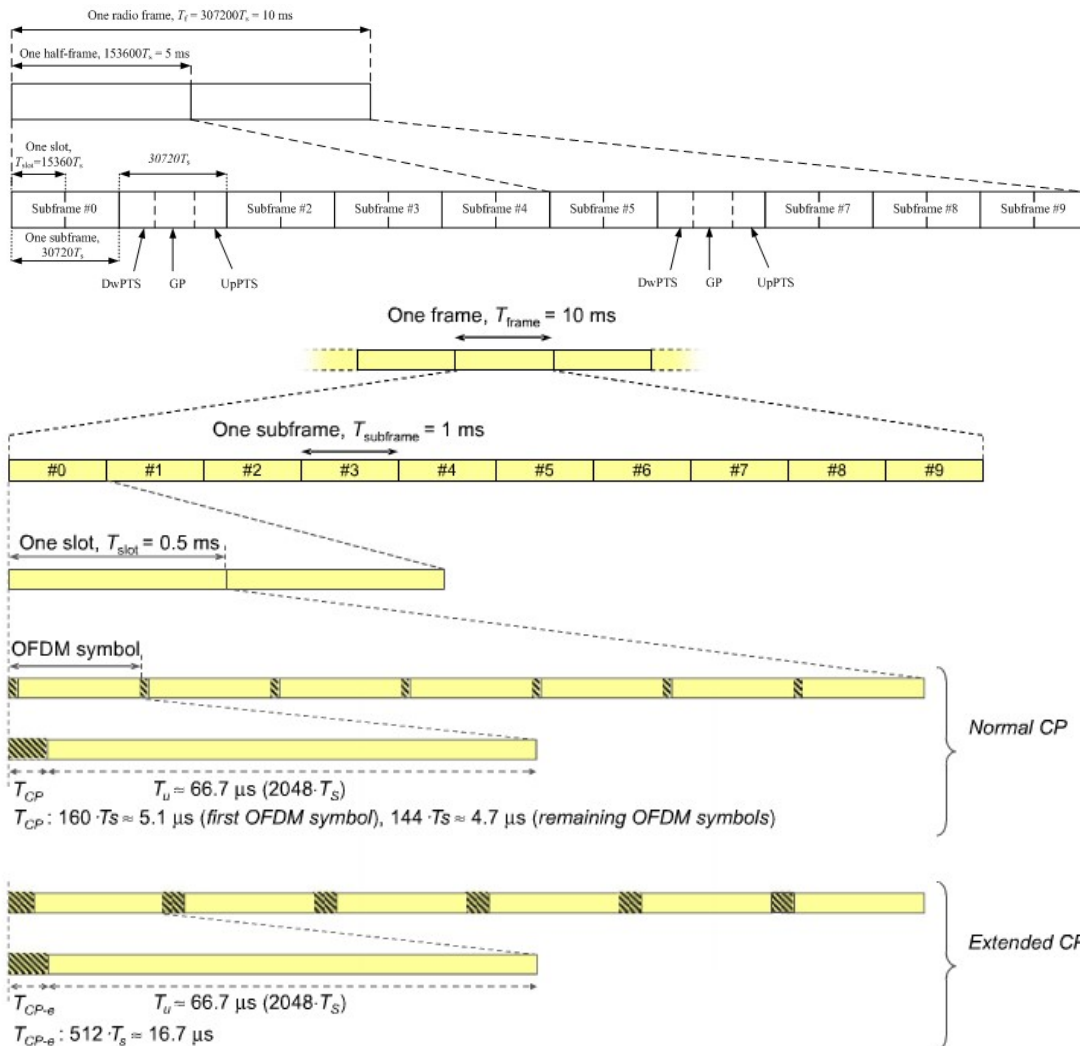 One radio frame, Tf = 307200Ts = 10 ms
One half-frame, 153600Ts = 5 ms
One slot,
Tslot=15360Ts
30720Ts
Subframe #0
Subframe #2
Subframe #3
Subframe #4
Subframe #5
Subframe #7
Subframe #8
Subframe #9
One subframe,
30720Ts
DwPTS
GP
UpPTS
DwPTS
GP
UpPTS
One frame, Tframe = 10 ms
One subframe, Tsubframe = 1 ms
#0
#1
#2
#3
#4
#5
#6
#7
#8
#9
One slot, Tslot = 0.5 ms
OFDM symbol
Normal CP
TCP
Tu ≈ 66.7 µs (2048·TS)
TCP : 160 ·Ts ≈ 5.1 µs (first OFDM symbol), 144 ·Ts ≈ 4.7 µs (remaining OFDM symbols)
Extended CP
TCP-e
Tu ≈ 66.7 µs (2048·TS)
TCP-e : 512 ·Ts ≈ 16.7 µs